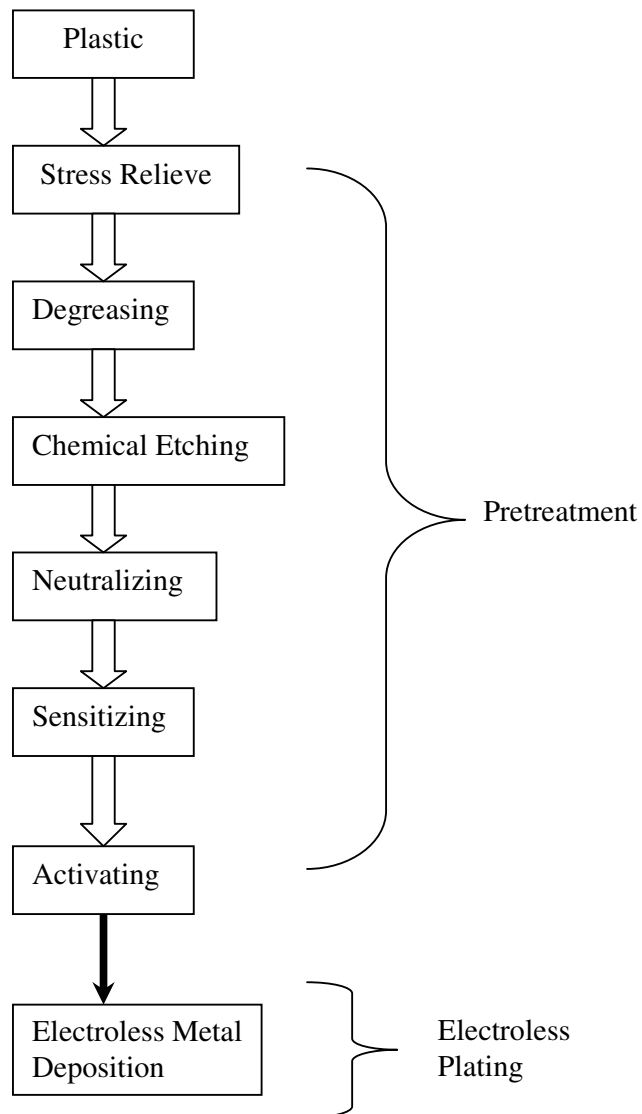 Plastic
Stress Relieve
Degreasing
Chemical Etching
Pretreatment
Neutralizing
Sensitizing
Activating
Electroless Metal
Deposition
Electroless
Plating